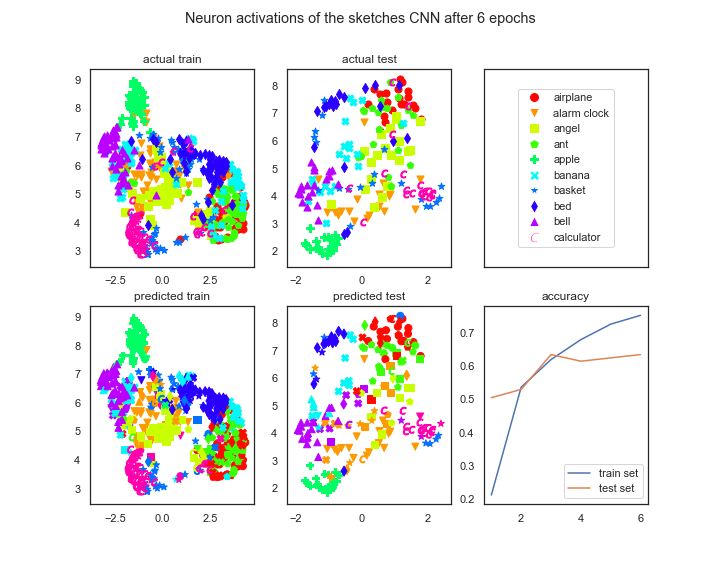 Neuron activations of the sketches CNN after 6 epochs
actual train
9
8
7
6
5
4
3
−2.5 0.0 2.5
actual test
8
7
6
5
4
3
2
−2 0 2
airplane
alarm clock
angel
ant
apple
banana
basket
bed
bell
calculator
predicted train
9
8
7
6
5
4
3
−2.5 0.0 2.5
predicted test
8
7
6
5
4
3
2
−2 0 2
accuracy
0.7
0.6
0.5
0.4
0.3
0.2
train set
test set
2 4 6